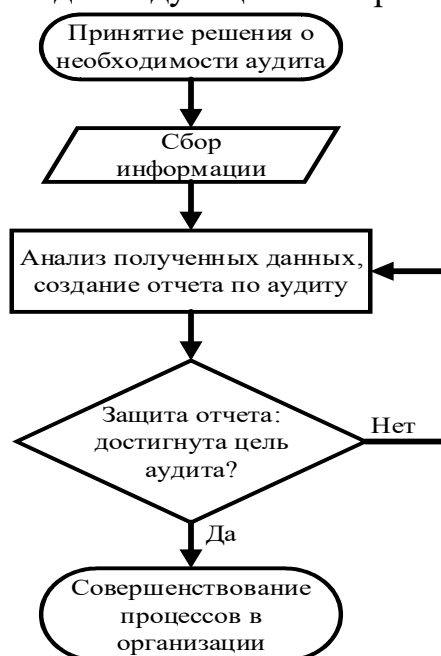 Принятие решения о
необходимости аудита
Сбор
информации
Анализ полученных данных,
создание отчета по аудиту
Защита отчета:
достигнута цель
аудита?
Нет
Да
Совершенствование
процессов в
организации